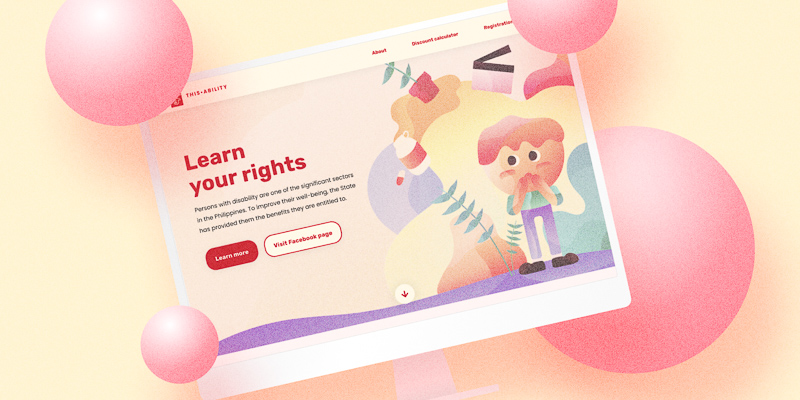 About
Discount calculator
Registration
THIS•ABILITY
Learn
your rights
Persons with disability are one of the significant sectors
in the Philippines. To improve their well-being, the State
has provided them the benefits they are entitled to.
Learn more
Visit Facebook page